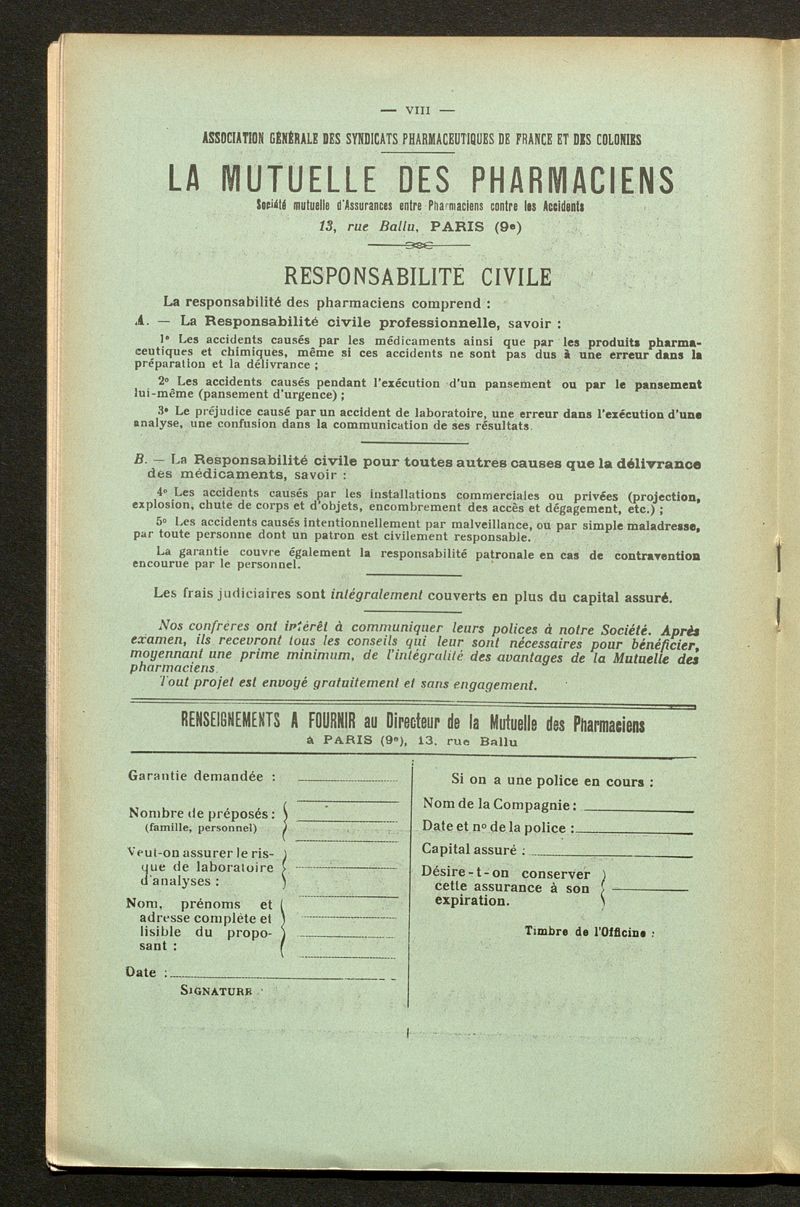 — VIII —
ASSOCIATION GÉNÉRALE DES SYNDICATS PHARMACEUTIQUES DE FRANCE ET DES COLONIES
LA MUTUELLE DES PHARMACIENS
Société mutuelle d'Assurances entre Pharmaciens contre les Accidents
13, rue Ballu, PARIS (9e)
RESPONSABILITÉ CIVILE
La responsabilité des pharmaciens comprend :
A. — La Responsabilité civile professionnelle, savoir :
1° Les accidents causés par les médicaments ainsi que par les produits pharma-
ceutiques et chimiques, même si ces accidents ne sont pas dus à une erreur dans la
préparation et la délivrance ;
2° Les accidents causés pendant l'exécution d'un pansement ou par le pansement
lui-même (pansement d'urgence) ;
3° Le préjudice causé par un accident de laboratoire, une erreur dans l'exécution d'une
analyse, une confusion dans la communication de ses résultats.
B. — La Responsabilité civile pour toutes autres causes que la délivrance
des médicaments, savoir :
4° Les accidents causés par les installations commerciales ou privées (projection,
explosion, chute de corps et d'objets, encombrement des accès et dégagement, etc.) ;
5° Les accidents causés intentionnellement par malveillance, ou par simple maladresse,
par toute personne dont un patron est civilement responsable.
La garantie couvre également la responsabilité patronale en cas de contravention
encourue par le personnel.
Les frais judiciaires sont intégralement couverts en plus du capital assuré.
Nos confrères ont intérêt à communiquer leurs polices à notre Société. Après
examen, ils recevront tous les conseils qui leur sont nécessaires pour bénéficier,
moyennant une prime minimum, de l'intégralité des avantages de la Mutuelle des
pharmaciens.
Tout projet est envoyé gratuitement et sans engagement.
RENSEIGNEMENTS A FOURNIR au Directeur de la Mutuelle des Pharmaciens
à PARIS (9e), 13, rue Ballu
Garantie demandée :
Nombre de préposés :
(famille, personnel)
Veut-on assurer le ris-
que de laboratoire
d'analyses :
Nom, prénoms et
adresse complète et
lisible du propo-
sant :
Date :
SIGNATURE
Si on a une police en cours :
Nom de la Compagnie :
Date et no de la police :
Capital assuré :
Désire-t-on conserver
cette assurance à son
expiration.
Timbre de l'Officine :